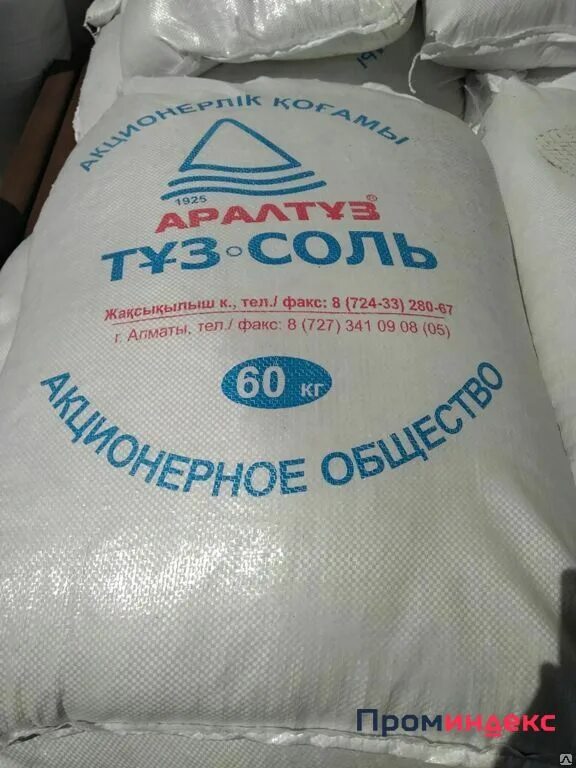 АКЦИОНЕРЛІК ҚОҒАМЫ
1925
АРАЛТҰЗ®
ТҰЗ СОЛЬ
Жақсықылыш к., тел./ факс: 8 (724-33) 280-67
г. Алматы, тел./ факс: 8 (727) 341 09 08 (05)
60 кг
АКЦИОНЕРНОЕ ОБЩЕСТВО
Проминдекс